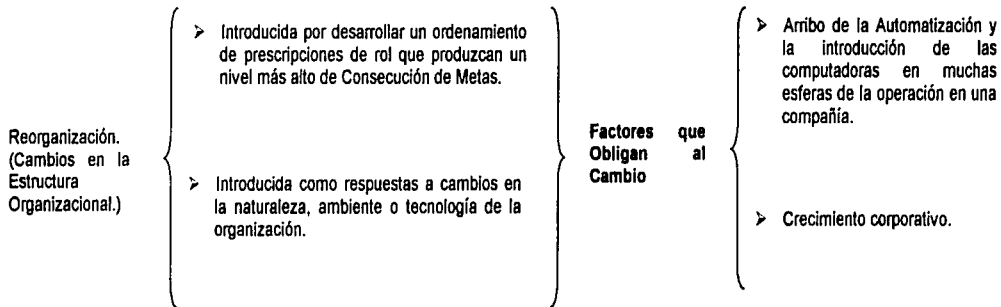 Reorganización.
(Cambios en la
Estructura
Organizacional.)
➢ Introducida por desarrollar un ordenamiento
de prescripciones de rol que produzcan un
nivel más alto de Consecución de Metas.
➢ Introducida como respuestas a cambios en
la naturaleza, ambiente o tecnología de la
organización.
Factores que
Obligan al
Cambio
➢ Arribo de la Automatización y
la introducción de las
computadoras en muchas
esferas de la operación en una
compañía.
➢ Crecimiento corporativo.